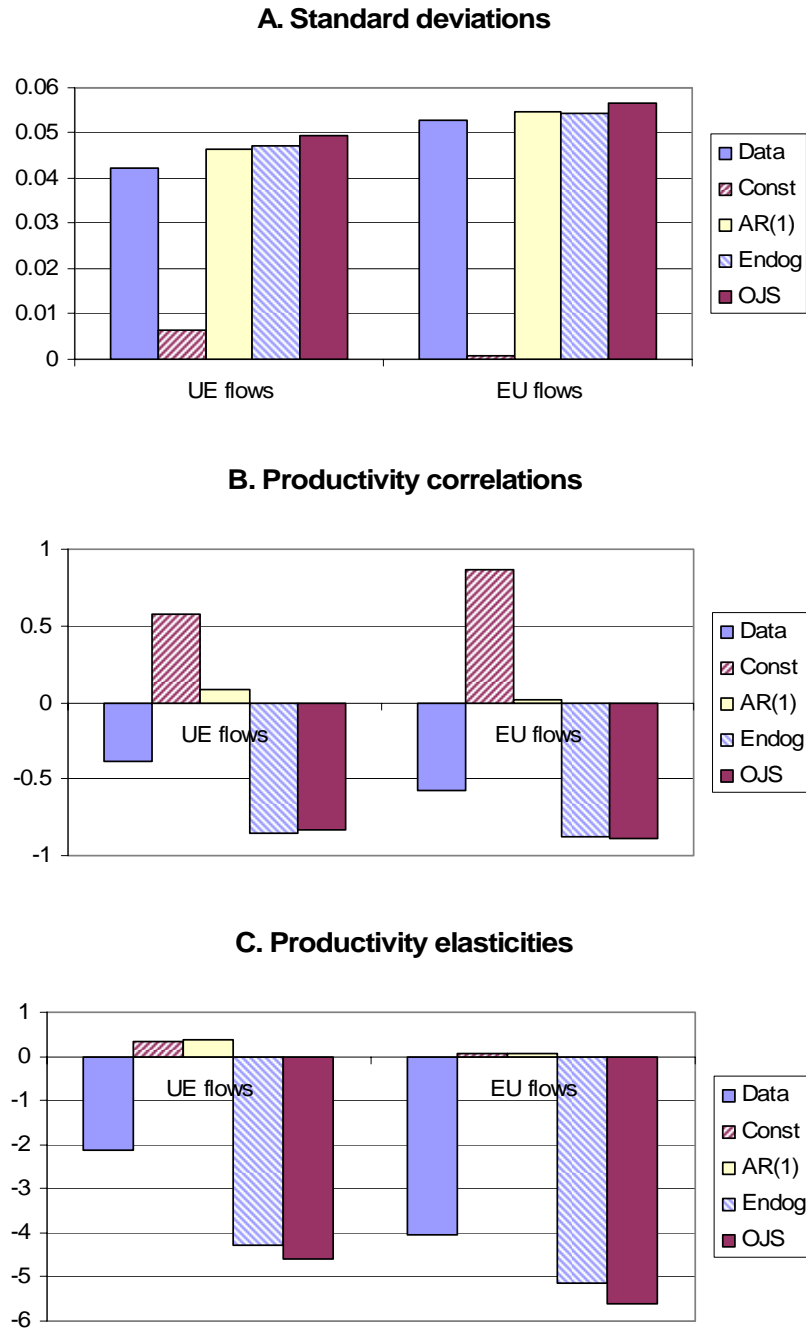 A. Standard deviations
0.06
0.05
0.04
0.03
0.02
0.01
0
UE flows
EU flows
Data
Const
AR(1)
Endog
OJS
B. Productivity correlations
1
0.5
0
-0.5
-1
UE flows
EU flows
Data
Const
AR(1)
Endog
OJS
C. Productivity elasticities
1
0
-1
-2
-3
-4
-5
-6
UE flows
EU flows
Data
Const
AR(1)
Endog
OJS